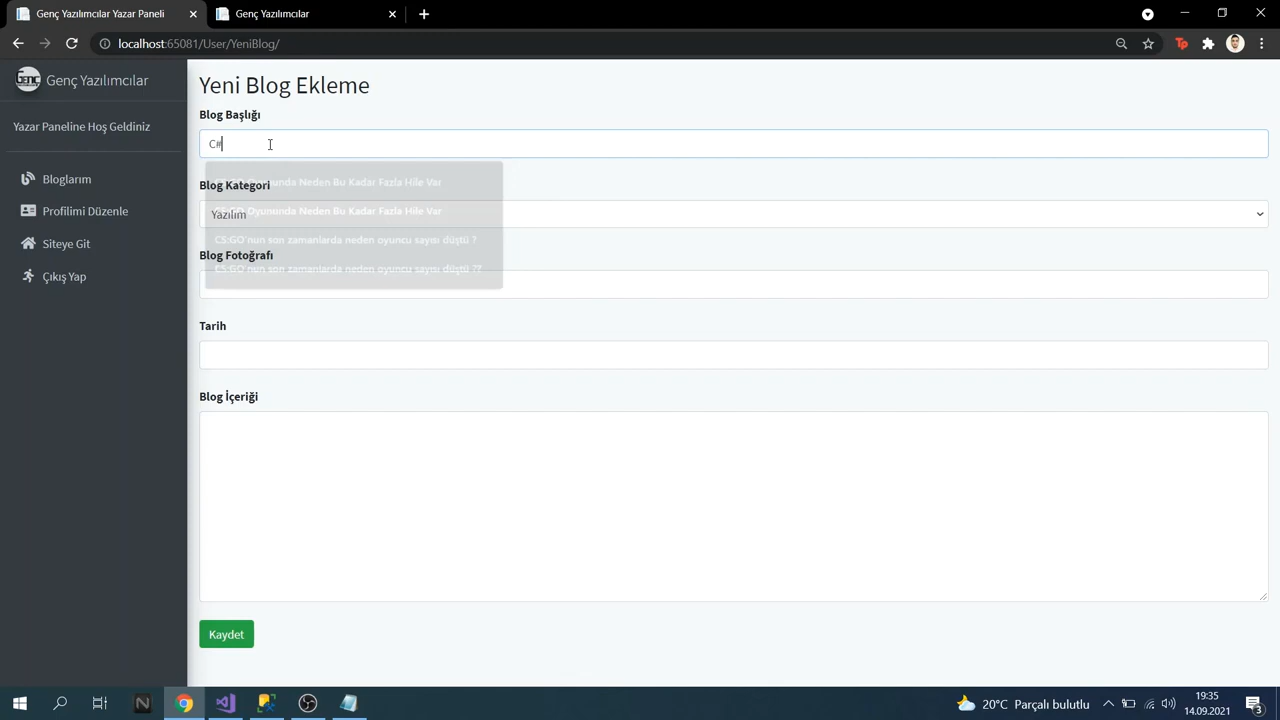 Genç Yazılımcılar Yazar Paneli
Genç Yazılımcılar
localhost:65081/User/YeniBlog/
GENÇ
Genç Yazılımcılar
Yazar Paneline Hoş Geldiniz
Bloglarım
Profilimi Düzenle
Siteye Git
Çıkış Yap
Yeni Blog Ekleme
Blog Başlığı
C#
Oyununda Neden Bu Kadar Fazla Hile Var
Blog Kategori
Oyununda Neden Bu Kadar Fazla Hile Var
Yazılım
CS:GO'nun son zamanlarda neden oyuncu sayısı düştü ?
Blog Fotoğrafı
CS:GO nun son zamanlarda neden oyuncu sayısı düştü ??
Tarih
Blog İçeriği
Kaydet
20°C Parçalı bulutlu
19:35
14.09.2021
3